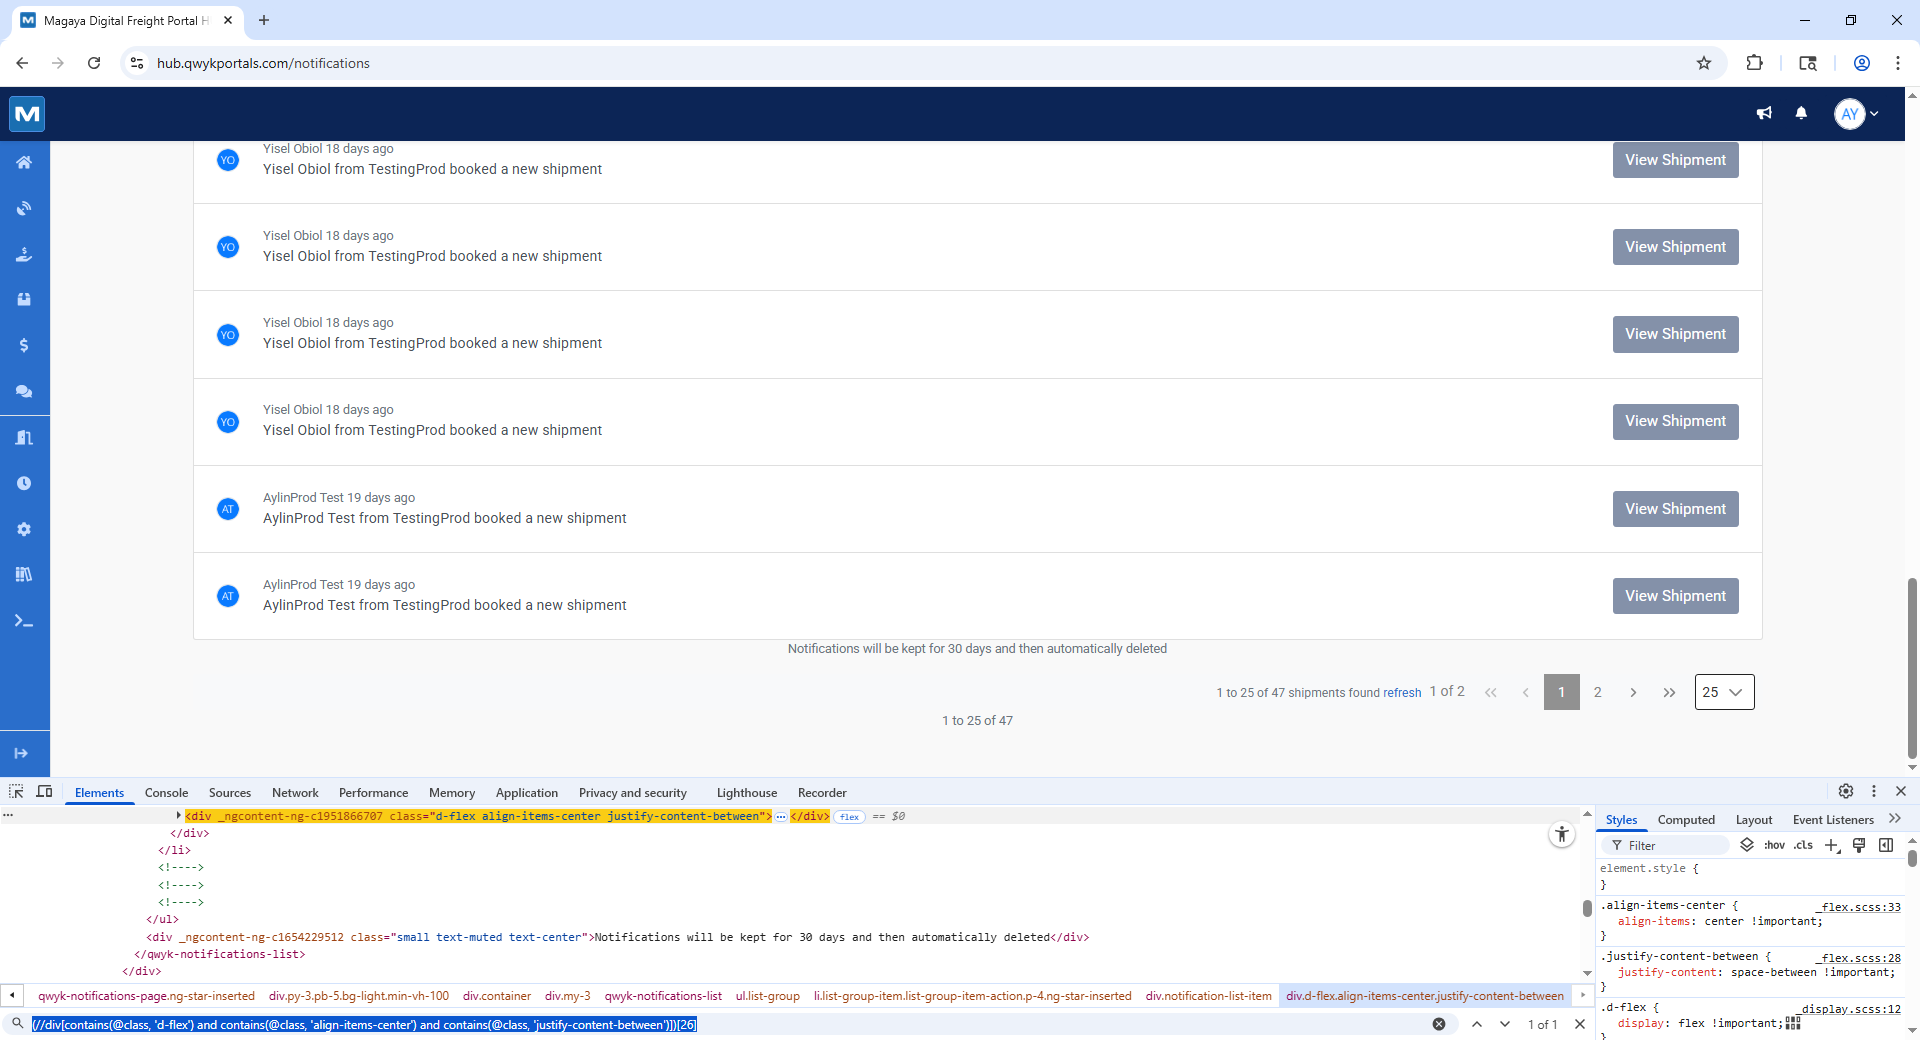 Magaya Digital Freight Portal H
hub.qwykportals.com/notifications
AY
YO
Yisel Obiol 18 days ago
Yisel Obiol from TestingProd booked a new shipment
View Shipment
YO
Yisel Obiol 18 days ago
Yisel Obiol from TestingProd booked a new shipment
View Shipment
YO
Yisel Obiol 18 days ago
Yisel Obiol from TestingProd booked a new shipment
View Shipment
YO
Yisel Obiol 18 days ago
Yisel Obiol from TestingProd booked a new shipment
View Shipment
AT
AylinProd Test 19 days ago
AylinProd Test from TestingProd booked a new shipment
View Shipment
AT
AylinProd Test 19 days ago
AylinProd Test from TestingProd booked a new shipment
View Shipment
Notifications will be kept for 30 days and then automatically deleted
1 to 25 of 47 shipments found refresh 1 of 2 « ‹ 1 2 › » 25
1 to 25 of 47
Elements Console Sources Network Performance Memory Application Privacy and security Lighthouse Recorder
<div _ngcontent-ng-c1951866707 class="d-flex align-items-center justify-content-between"> … </div> flex == $0
</div>
</li>
<!---->
<!---->
<!---->
</ul>
<div _ngcontent-ng-c1654229512 class="small text-muted text-center">Notifications will be kept for 30 days and then automatically deleted</div>
</qwyk-notifications-list>
</div>
qwyk-notifications-page.ng-star-inserted div.py-3.pb-5.bg-light.min-vh-100 div.container div.my-3 qwyk-notifications-list ul.list-group li.list-group-item.list-group-item-action.p-4.ng-star-inserted div.notification-list-item div.d-flex.align-items-center.justify-content-between
(//div[contains(@class, 'd-flex') and contains(@class, 'align-items-center') and contains(@class, 'justify-content-between')])[26]
1 of 1
Styles Computed Layout Event Listeners
Filter :hov .cls
element.style {
}
.align-items-center { _flex.scss:33
align-items: center !important;
}
.justify-content-between { _flex.scss:28
justify-content: space-between !important;
}
.d-flex { _display.scss:12
display: flex !important;
}